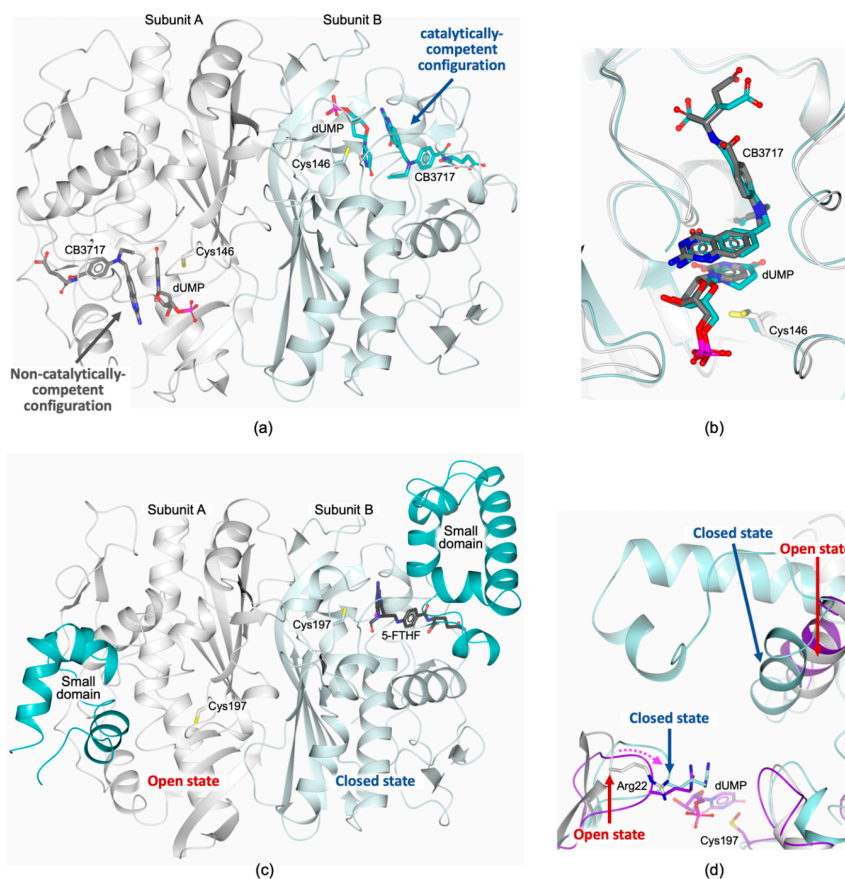 Subunit A
Subunit B
catalytically-
competent
configuration
dUMP
Cys146
CB3717
CB3717
Cys146
dUMP
Non-catalytically-
competent
configuration
(a)
CB3717
dUMP
Cys146
(b)
Subunit A
Subunit B
Small
domain
Cys197
5-FTHF
Small
domain
Cys197
Open state
Closed state
(c)
Closed state
Open state
Closed state
Arg22
dUMP
Open state
Cys197
(d)